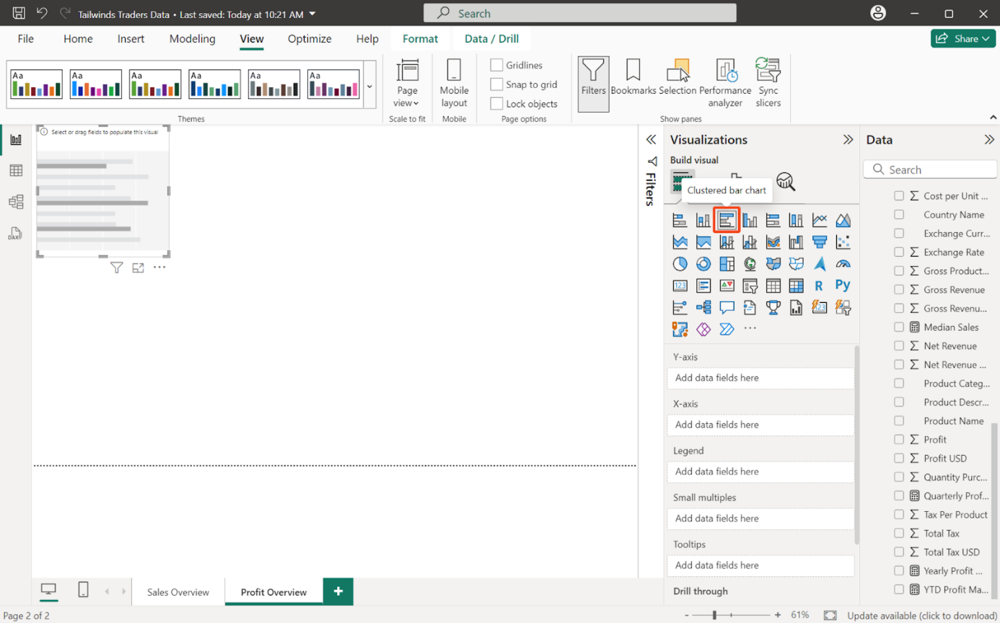 Tailwinds Traders Data • Last saved: Today at 10:21 AM
Search
File Home Insert Modeling View Optimize Help Format Data / Drill Share
Aa Aa Aa Aa Aa Aa
Themes
Page view
Scale to fit
Mobile layout
Mobile
Gridlines
Snap to grid
Lock objects
Page options
Filters
Bookmarks
Selection
Performance analyzer
Sync slicers
Show panes
Select or drag fields to populate this visual
DAX
Filters
Visualizations
Build visual
Clustered bar chart
123
R
Py
123
Y-axis
Add data fields here
X-axis
Add data fields here
Legend
Add data fields here
Small multiples
Add data fields here
Tooltips
Add data fields here
Drill through
Data
Search
Cost per Unit ...
Country Name
Exchange Curr...
Exchange Rate
Gross Product...
Gross Revenue
Gross Revenu...
Median Sales
Net Revenue
Net Revenue ...
Product Categ...
Product Descr...
Product Name
Profit
Profit USD
Quantity Purc...
Quarterly Prof...
Tax Per Product
Total Tax
Total Tax USD
Yearly Profit ...
YTD Profit Ma...
Sales Overview
Profit Overview
+
Page 2 of 2
- + 61%
Update available (click to download)